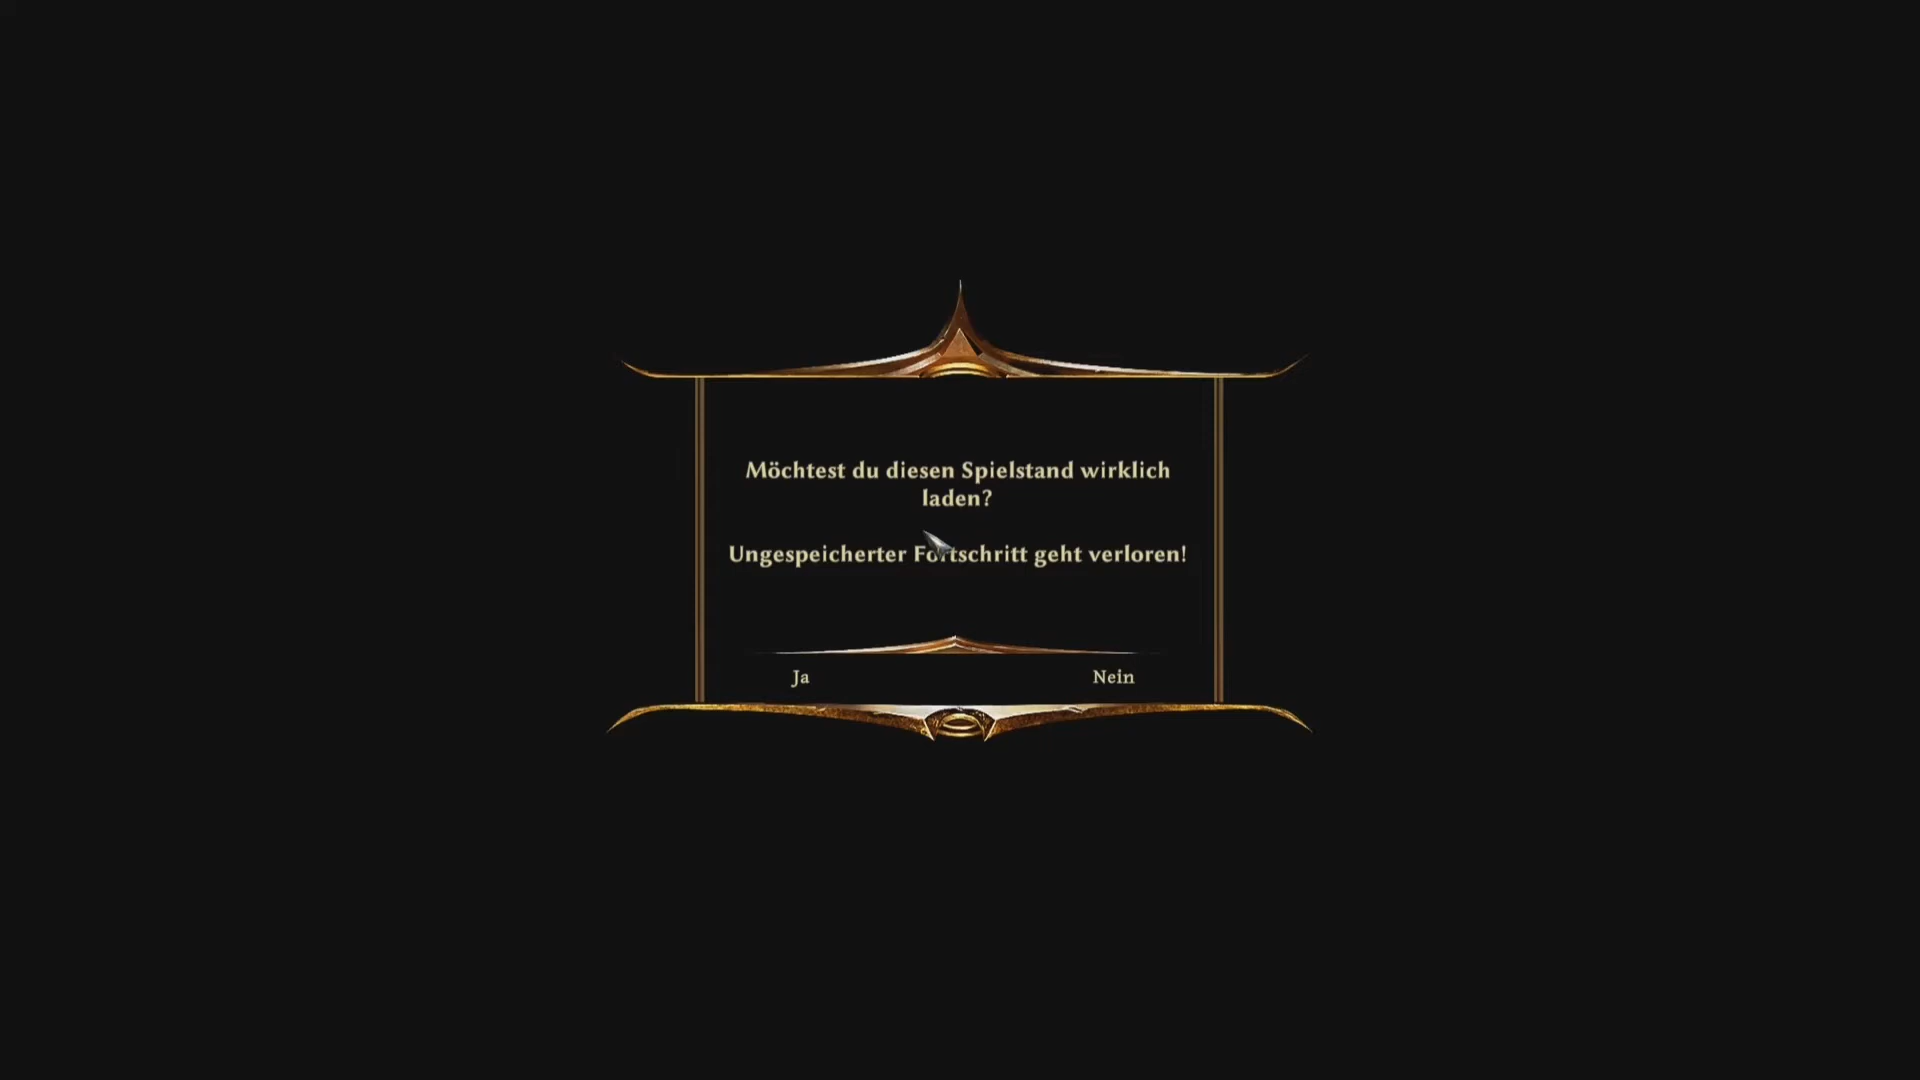 Möchtest du diesen Spielstand wirklich
laden?
Ungespeicherter Fortschritt geht verloren!
Ja
Nein